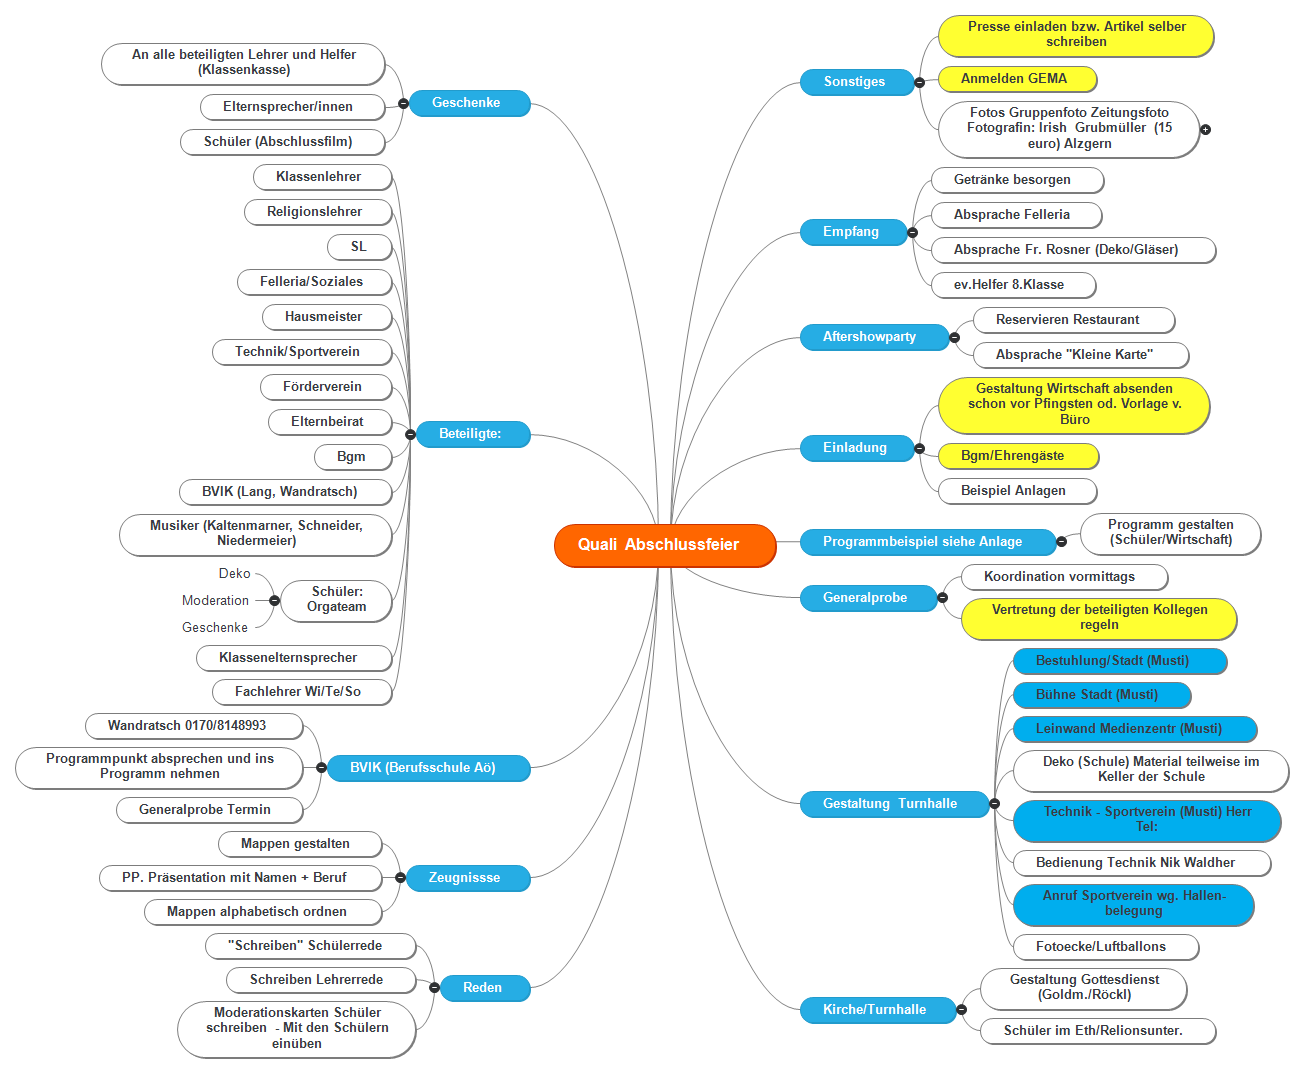 Quali Abschlussfeier
Geschenke
An alle beteiligten Lehrer und Helfer
(Klassenkasse)
Elternsprecher/innen
Schüler (Abschlussfilm)
Beteiligte:
Klassenlehrer
Religionslehrer
SL
Felleria/Soziales
Hausmeister
Technik/Sportverein
Förderverein
Elternbeirat
Bgm
BVIK (Lang, Wandratsch)
Musiker (Kaltenmarner, Schneider,
Niedermeier)
Schüler:
Orgateam
Deko
Moderation
Geschenke
Klassenelternsprecher
Fachlehrer Wi/Te/So
BVIK (Berufsschule Aö)
Wandratsch 0170/8148993
Programmpunkt absprechen und ins
Programm nehmen
Generalprobe Termin
Zeugnissse
Mappen gestalten
PP. Präsentation mit Namen + Beruf
Mappen alphabetisch ordnen
Reden
"Schreiben" Schülerrede
Schreiben Lehrerrede
Moderationskarten Schüler
schreiben - Mit den Schülern
einüben
Sonstiges
Presse einladen bzw. Artikel selber
schreiben
Anmelden GEMA
Fotos Gruppenfoto Zeitungsfoto
Fotografin: Irish Grubmüller (15
euro) Alzgern
Empfang
Getränke besorgen
Absprache Felleria
Absprache Fr. Rosner (Deko/Gläser)
ev.Helfer 8.Klasse
Aftershowparty
Reservieren Restaurant
Absprache "Kleine Karte"
Einladung
Gestaltung Wirtschaft absenden
schon vor Pfingsten od. Vorlage v.
Büro
Bgm/Ehrengäste
Beispiel Anlagen
Programmbeispiel siehe Anlage
Programm gestalten
(Schüler/Wirtschaft)
Generalprobe
Koordination vormittags
Vertretung der beteiligten Kollegen
regeln
Gestaltung Turnhalle
Bestuhlung/Stadt (Musti)
Bühne Stadt (Musti)
Leinwand Medienzentr (Musti)
Deko (Schule) Material teilweise im
Keller der Schule
Technik - Sportverein (Musti) Herr
Tel:
Bedienung Technik Nik Waldher
Anruf Sportverein wg. Hallen-
belegung
Fotoecke/Luftballons
Kirche/Turnhalle
Gestaltung Gottesdienst
(Goldm./Röckl)
Schüler im Eth/Relionsunter.